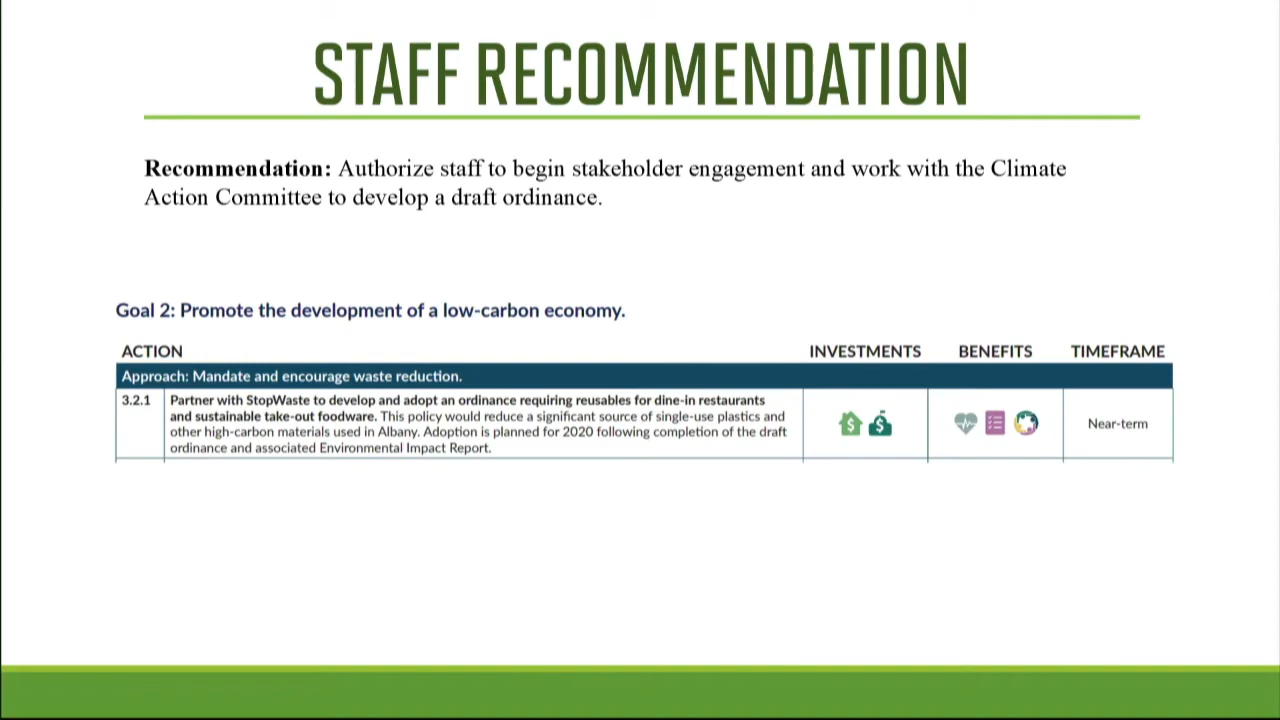 STAFF RECOMMENDATION
Recommendation: Authorize staff to begin stakeholder engagement and work with the Climate
Action Committee to develop a draft ordinance.
Goal 2: Promote the development of a low-carbon economy.
ACTION INVESTMENTS BENEFITS TIMEFRAME
Approach: Mandate and encourage waste reduction.
3.2.1 Partner with StopWaste to develop and adopt an ordinance requiring reusables for dine-in restaurants
and sustainable take-out foodware. This policy would reduce a significant source of single-use plastics and
other high-carbon materials used in Albany. Adoption is planned for 2020 following completion of the draft
ordinance and associated Environmental Impact Report.
$ $ Near-term